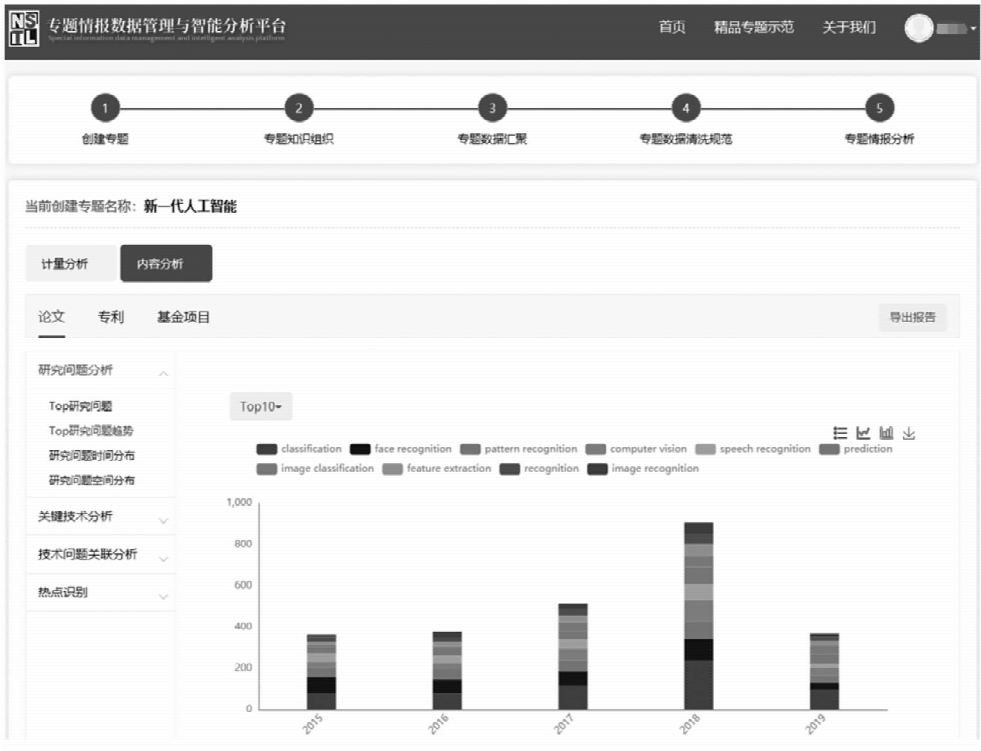 NSTL 专题情报数据管理与智能分析平台 首页 精品专题示范 关于我们
Special information data management and intelligent analysis platform
1 2 3 4 5
创建专题 专题知识组织 专题数据汇聚 专题数据清洗规范 专题情报分析
当前创建专题名称：新一代人工智能
计量分析 内容分析
论文 专利 基金项目 导出报告
研究问题分析
Top研究问题
Top研究问题趋势
研究问题时间分布
研究问题空间分布
关键技术分析
技术问题关联分析
热点识别
Top10
classification face recognition pattern recognition computer vision speech recognition prediction
image classification feature extraction recognition image recognition
1,000
800
600
400
200
0
2015 2016 2017 2018 2019